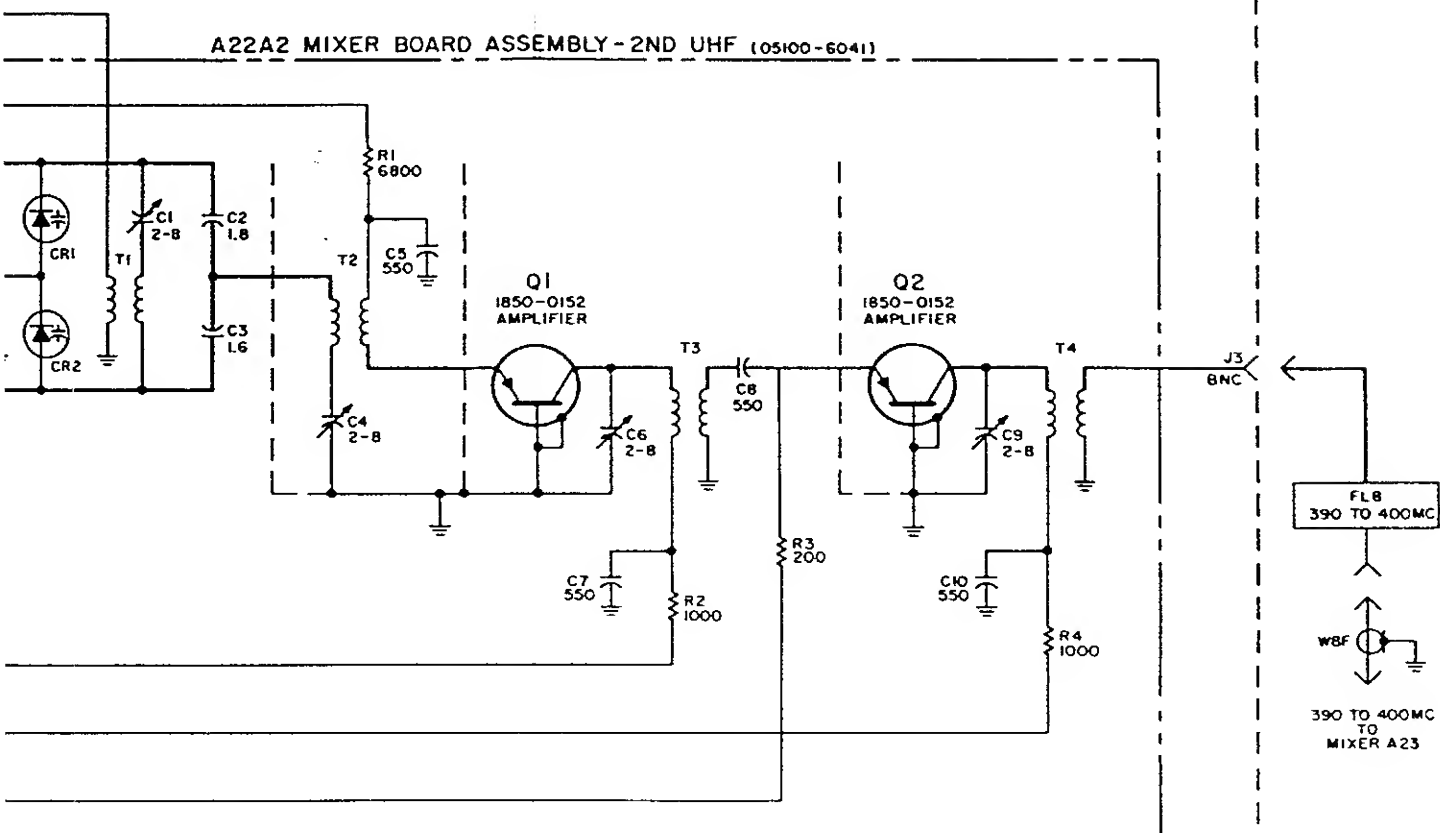 A22A2 MIXER BOARD ASSEMBLY-2ND UHF (05100-6041)
R1
6800
C1
2-8
C2
1.8
CR1
T1
T2
C5
550
C3
1.6
CR2
C4
2-8
Q1
1850-0152
AMPLIFIER
T3
C8
550
C6
2-8
Q2
1850-0152
AMPLIFIER
T4
C9
2-8
J3
BNC
FL8
390 TO 400MC
R3
200
C7
550
R2
1000
C10
550
R4
1000
W8F
390 TO 400MC
TO
MIXER A23